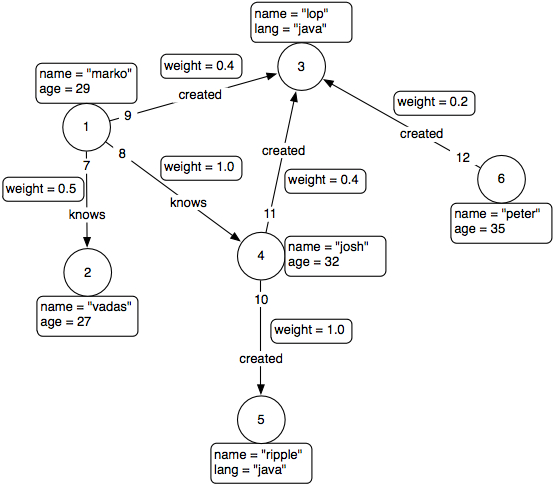 name = "lop"
lang = "java"
weight = 0.4
3
name = "marko"
age = 29
created
weight = 0.2
9
1
created
8
created
12
7
weight = 1.0
weight = 0.4
6
weight = 0.5
knows
knows
11
name = "peter"
age = 35
4
name = "josh"
age = 32
2
10
name = "vadas"
age = 27
weight = 1.0
created
5
name = "ripple"
lang = "java"